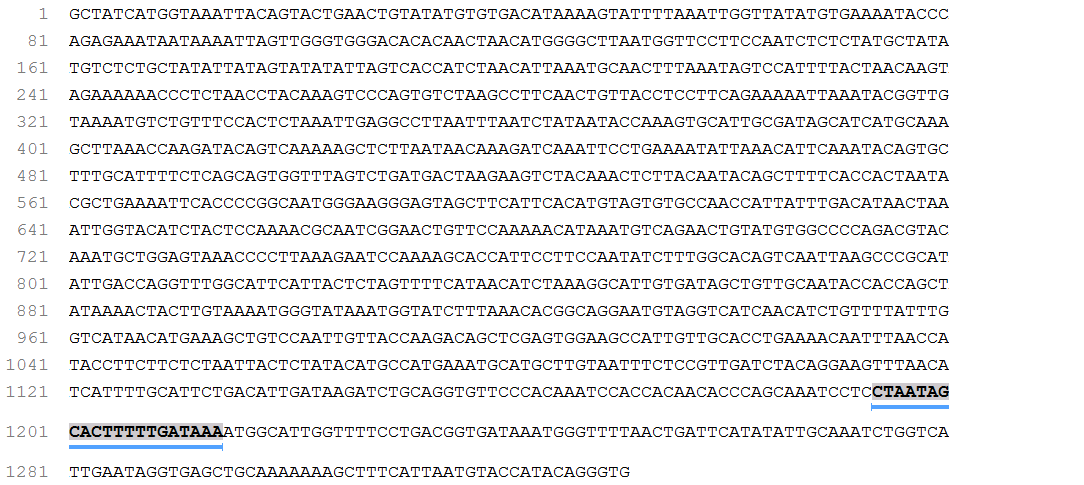 1 GCTATCATGGTAAATTACAGTACTGAACTGTATATGTGTGACATAAAAGTATTTTAAATTGGTTATATGTGAAAATACCC
81 AGAGAAATAATAAAATTAGTTGGGTGGGACACACAACTAACATGGGGCTTAATGGTTCCTTCCAATCTCTCTATGCTATA
161 TGTCTCTGCTATATTATAGTATATATTAGTCACCATCTAACATTAAATGCAACTTTAAATAGTCCATTTTACTAACAAGT
241 AGAAAAAACCCTCTAACCTACAAAGTCCCAGTGTCTAAGCCTTCAACTGTTACCTCCTTCAGAAAAATTAAATACGGTTG
321 TAAAATGTCTGTTTCCACTCTAAATTGAGGCCTTAATTTAATCTATAATACCAAAGTGCATTGCGATAGCATCATGCAAA
401 GCTTAAACCAAGATACAGTCAAAAAGCTCTTAATAACAAAGATCAAATTCCTGAAAATATTAAACATTCAAATACAGTGC
481 TTTGCATTTTCTCAGCAGTGGTTTAGTCTGATGACTAAGAAGTCTACAAACTCTTACAATACAGCTTTTCACCACTAATA
561 CGCTGAAAATTCACCCCGGCAATGGGAAGGGAGTAGCTTCATTCACATGTAGTGTGCCAACCATTATTTGACATAACTAA
641 ATTGGTACATCTACTCCAAAACGCAATCGGAACTGTTCCAAAAACATAAATGTCAGAACTGTATGTGGCCCCAGACGTAC
721 AAATGCTGGAGTAAACCCCTTAAAGAATCCAAAAGCACCATTCCTTCCAATATCTTTGGCACAGTCAATTAAGCCCGCAT
801 ATTGACCAGGTTTGGCATTCATTACTCTAGTTTTCATAACATCTAAAGGCATTGTGATAGCTGTTGCAATACCACCAGCT
881 ATAAAACTACTTGTAAAATGGGTATAAATGGTATCTTTAAACACGGCAGGAATGTAGGTCATCAACATCTGTTTTATTTG
961 GTCATAACATGAAAGCTGTCCAATTGTTACCAAGACAGCTCGAGTGGAAGCCATTGTTGCACCTGAAAACAATTTAACCA
1041 TACCTTCTTCTCTAATTACTCTATACATGCCATGAAATGCATGCTTGTAATTTCTCCGTTGATCTACAGGAAGTTTAACA
1121 TCATTTTGCATTCTGACATTGATAAGATCTGCAGGTGTTCCCACAAATCCACCACAACACCCAGCAAATCCTCCTAATAG
1201 CACTTTTTGATAAAATGGCATTGGTTTTCCTGACGGTGATAAATGGGTTTTAACTGATTCATATATTGCAAATCTGGTCA
1281 TTGAATAGGTGAGCTGCAAAAAAAGCTTTCATTAATGTACCATACAGGGTG